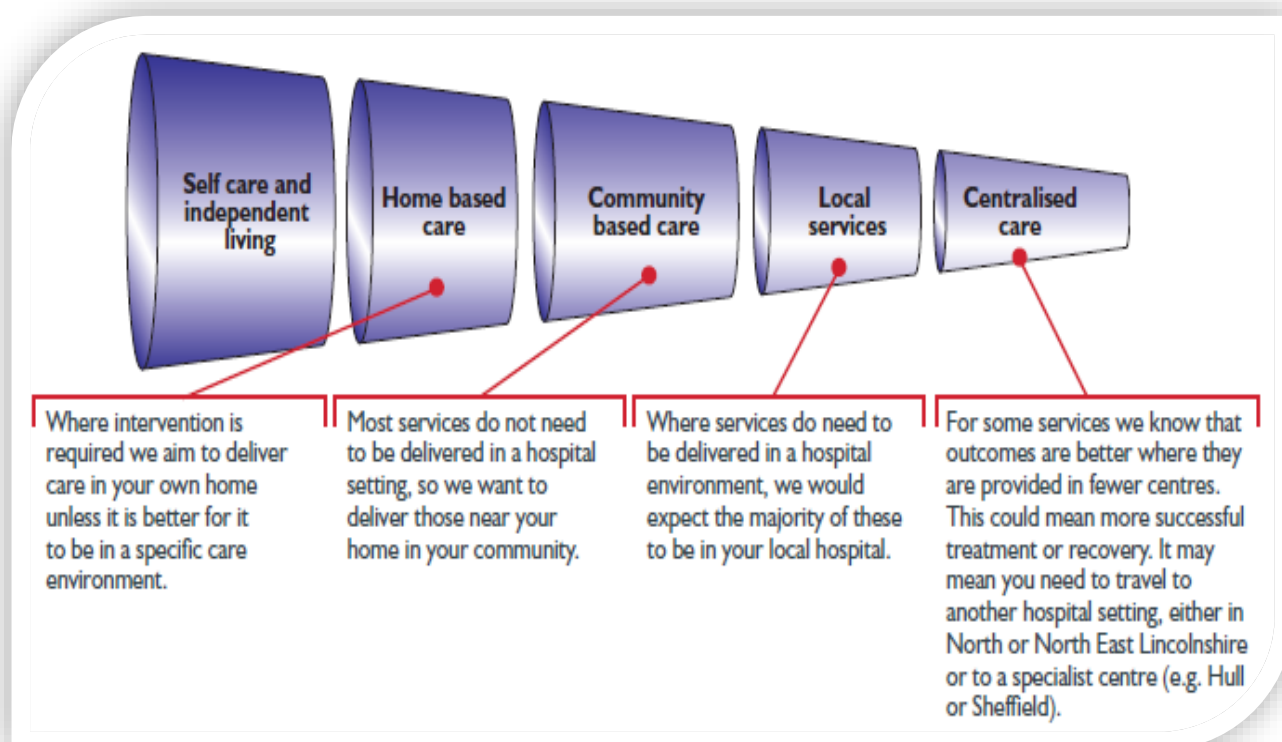 Self care and
independent
living
Home based
care
Community
based care
Local
services
Centralised
care
Where intervention is
required we aim to deliver
care in your own home
unless it is better for it
to be in a specific care
environment.
Most services do not need
to be delivered in a hospital
setting, so we want to
deliver those near your
home in your community.
Where services do need to
be delivered in a hospital
environment, we would
expect the majority of these
to be in your local hospital.
For some services we know that
outcomes are better where they
are provided in fewer centres.
This could mean more successful
treatment or recovery. It may
mean you need to travel to
another hospital setting, either in
North or North East Lincolnshire
or to a specialist centre (e.g. Hull
or Sheffield).